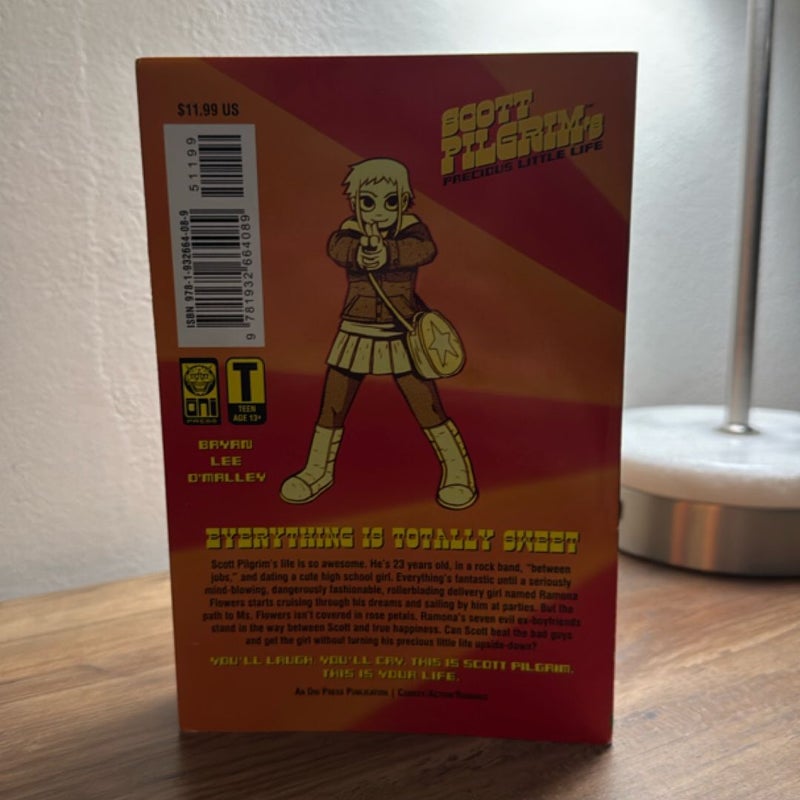 $11.99 US
SCOTT
PILGRIM's
PRECIOUS LITTLE LIFE
51199
ISBN 978-1-932664-08-9
9 781932 664089
ONI
PRESS
T
TEEN
AGE 13+
BRYAN
LEE
O'MALLEY
EVERYTHING IS TOTALLY SWEET
Scott Pilgrim's life is so awesome. He's 23 years old, in a rock band, "between
jobs," and dating a cute high school girl. Everything's fantastic until a seriously
mind-blowing, dangerously fashionable, rollerblading delivery girl named Ramona
Flowers starts cruising through his dreams and sailing by him at parties. But the
path to Ms. Flowers isn't covered in rose petals. Ramona's seven evil ex-boyfriends
stand in the way between Scott and true happiness. Can Scott beat the bad guys
and get the girl without turning his precious little life upside-down?
YOU'LL LAUGH. YOU'LL CRY. THIS IS SCOTT PILGRIM.
THIS IS YOUR LIFE.
An Oni Press Publication | Comedy/Action/Romance